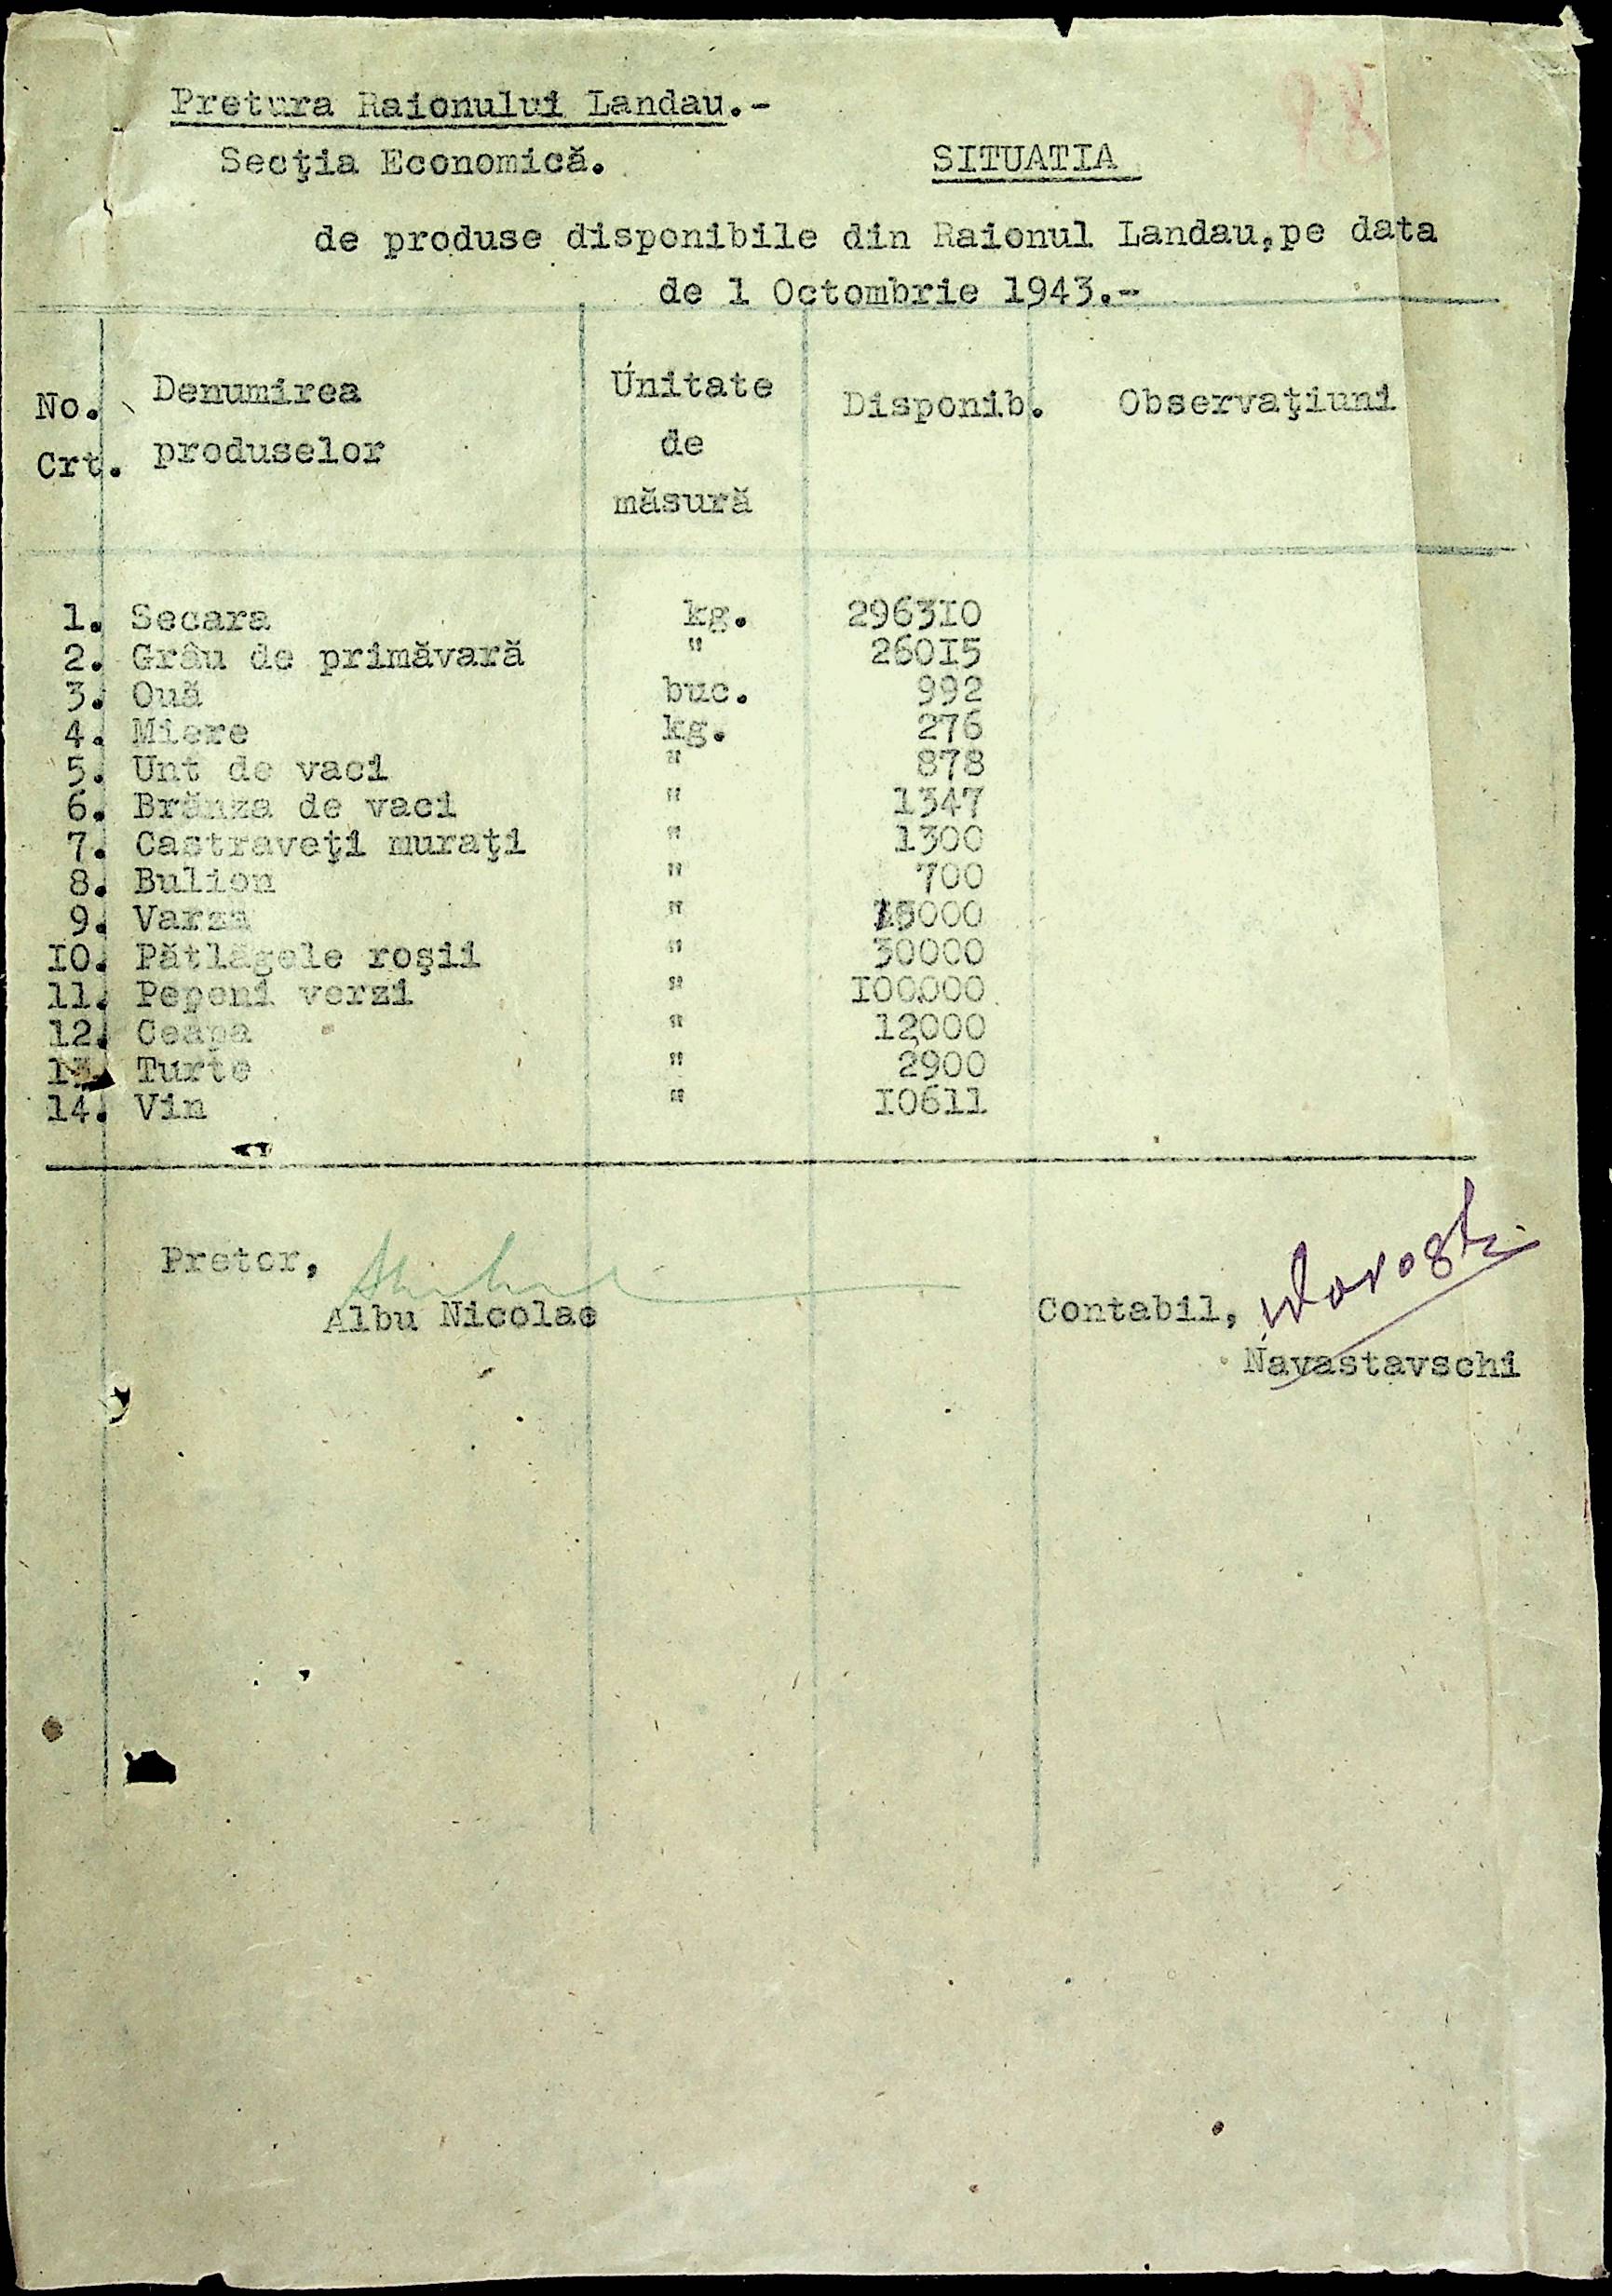 Pretura Raionului Landau.-
Secţia Economică.
SITUATIA
de produse disponibile din Raionul Landau,pe data
de 1 Octombrie 1943.-
No. Crt. Denumirea produselor Unitate de măsură Disponib. Observaţiuni
1. Secara kg. 296310
2. Grâu de primăvară " 26015
3. Ouă buc. 992
4. Miere kg. 276
5. Unt de vaci " 878
6. Brănza de vaci " 1347
7. Castraveţi muraţi " 1300
8. Bulion " 700
9. Varza " 15000
10. Pătlăgele roşii " 30000
11. Pepeni verzi " 100000
12. Ceapa " 12000
13. Turte " 2900
14. Vin " 10611
Pretor,
Albu Nicolae
Contabil,
Navastavschi